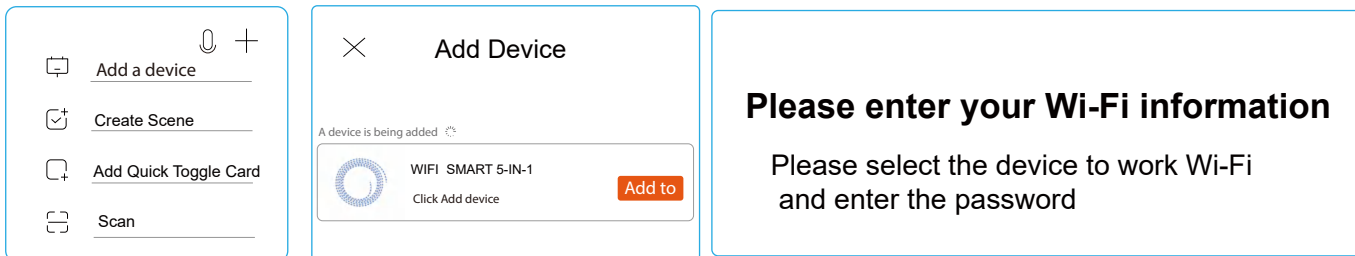 Add a device
Create Scene
Add Quick Toggle Card
Scan
Add Device
A device is being added
WIFI SMART 5-IN-1
Click Add device
Add to
Please enter your Wi-Fi information
Please select the device to work Wi-Fi
and enter the password